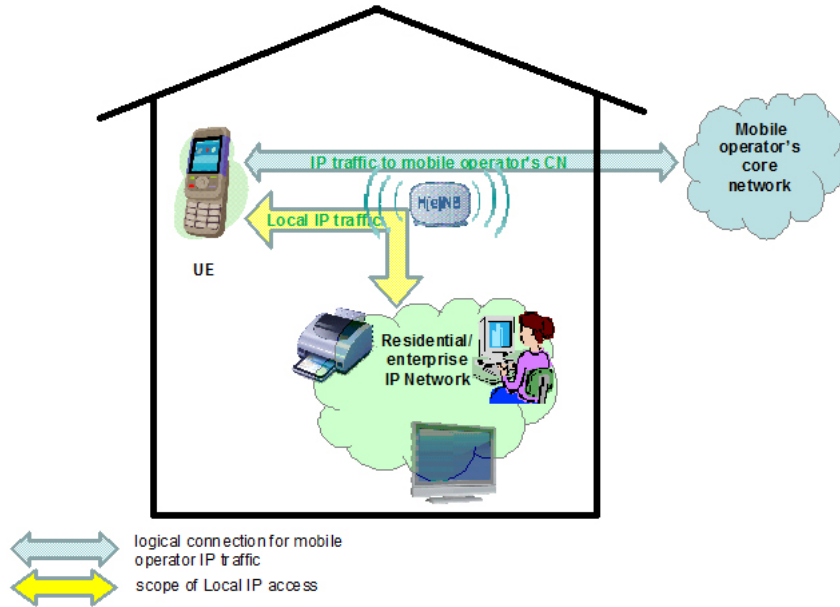 Mobile
operator's
core
network
IP traffic to mobile operator's CN
H(e)NB
Local IP traffic
UE
Residential/
enterprise
IP Network
logical connection for mobile
operator IP traffic
scope of Local IP access